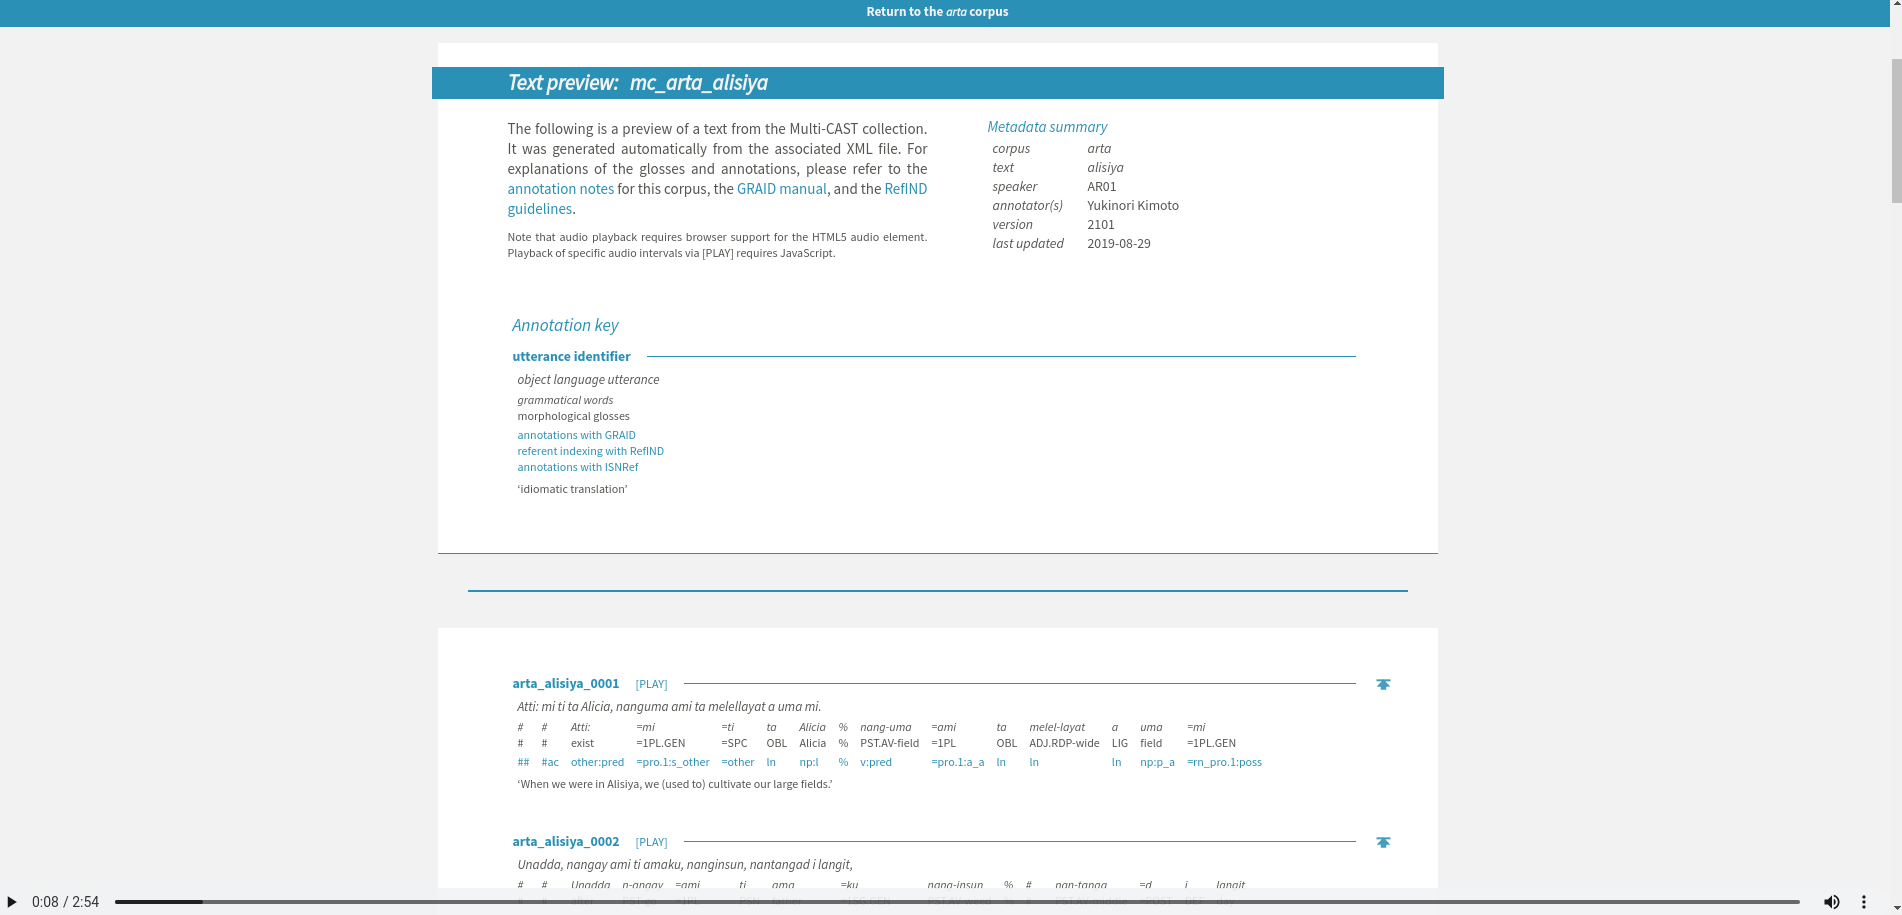 Return to the arta corpus
Text preview: mc_arta_alisiya
The following is a preview of a text from the Multi-CAST collection.
It was generated automatically from the associated XML file. For
explanations of the glosses and annotations, please refer to the
annotation notes for this corpus, the GRAID manual, and the RefIND
guidelines.
Note that audio playback requires browser support for the HTML5 audio element.
Playback of specific audio intervals via [PLAY] requires JavaScript.
Metadata summary
corpus arta
text alisiya
speaker AR01
annotator(s) Yukinori Kimoto
version 2101
last updated 2019-08-29
Annotation key
utterance identifier
object language utterance
grammatical words
morphological glosses
annotations with GRAID
referent indexing with RefIND
annotations with ISNRef
‘idiomatic translation’
arta_alisiya_0001 [PLAY]
Atti: mi ti ta Alicia, nanguma ami ta melellayat a uma mi.
# # Atti: =mi =ti ta Alicia % nang-uma =ami ta melel-layat a uma =mi
# # exist =1PL.GEN =SPC OBL Alicia % PST.AV-field =1PL OBL ADJ.RDP-wide LIG field =1PL.GEN
## #ac other:pred =pro.1:s_other =other ln np:l % v:pred =pro.1:a_a ln ln ln np:p_a =rn_pro.1:poss
‘When we were in Alisiya, we (used to) cultivate our large fields.’
arta_alisiya_0002 [PLAY]
Unadda, nangay ami ti amaku, nanginsun, nantangad i langit,
# # Unadda n-angay =ami ti ama =ku nang-insun % # nan-tanga =d i langit
# # after PST-go =1PL PSN father =1SG.GEN PST.AV-weed % # PST.AV-middle =POST DEF day
0:08 / 2:54